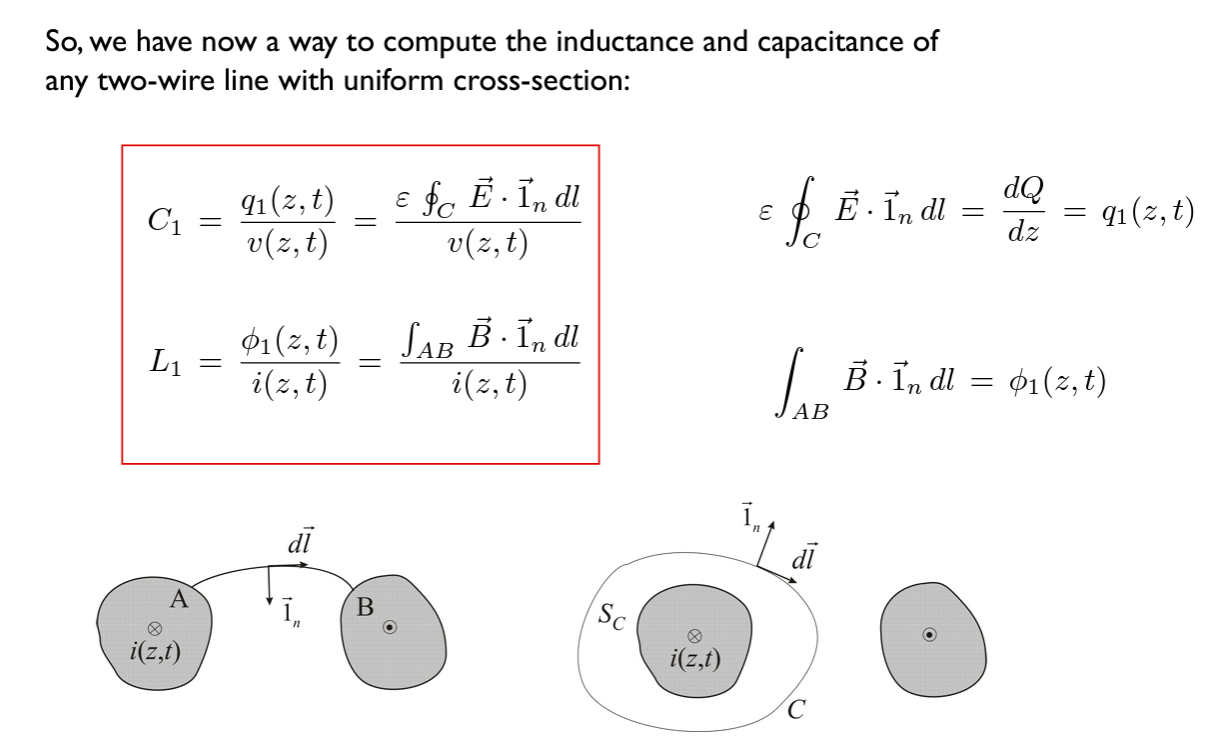 So, we have now a way to compute the inductance and capacitance of
any two-wire line with uniform cross-section:
$C_1 = \frac{q_1(z,t)}{v(z,t)} = \frac{\varepsilon \oint_C \vec{E} \cdot \vec{1}_n \, dl}{v(z,t)}$
$\varepsilon \oint_C \vec{E} \cdot \vec{1}_n \, dl = \frac{dQ}{dz} = q_1(z,t)$
$L_1 = \frac{\phi_1(z,t)}{i(z,t)} = \frac{\int_{AB} \vec{B} \cdot \vec{1}_n \, dl}{i(z,t)}$
$\int_{AB} \vec{B} \cdot \vec{1}_n \, dl = \phi_1(z,t)$
$d\vec{l}$
A
$\vec{1}_n$
B
$i(z,t)$
$\vec{1}_n$
$d\vec{l}$
$S_C$
$i(z,t)$
C